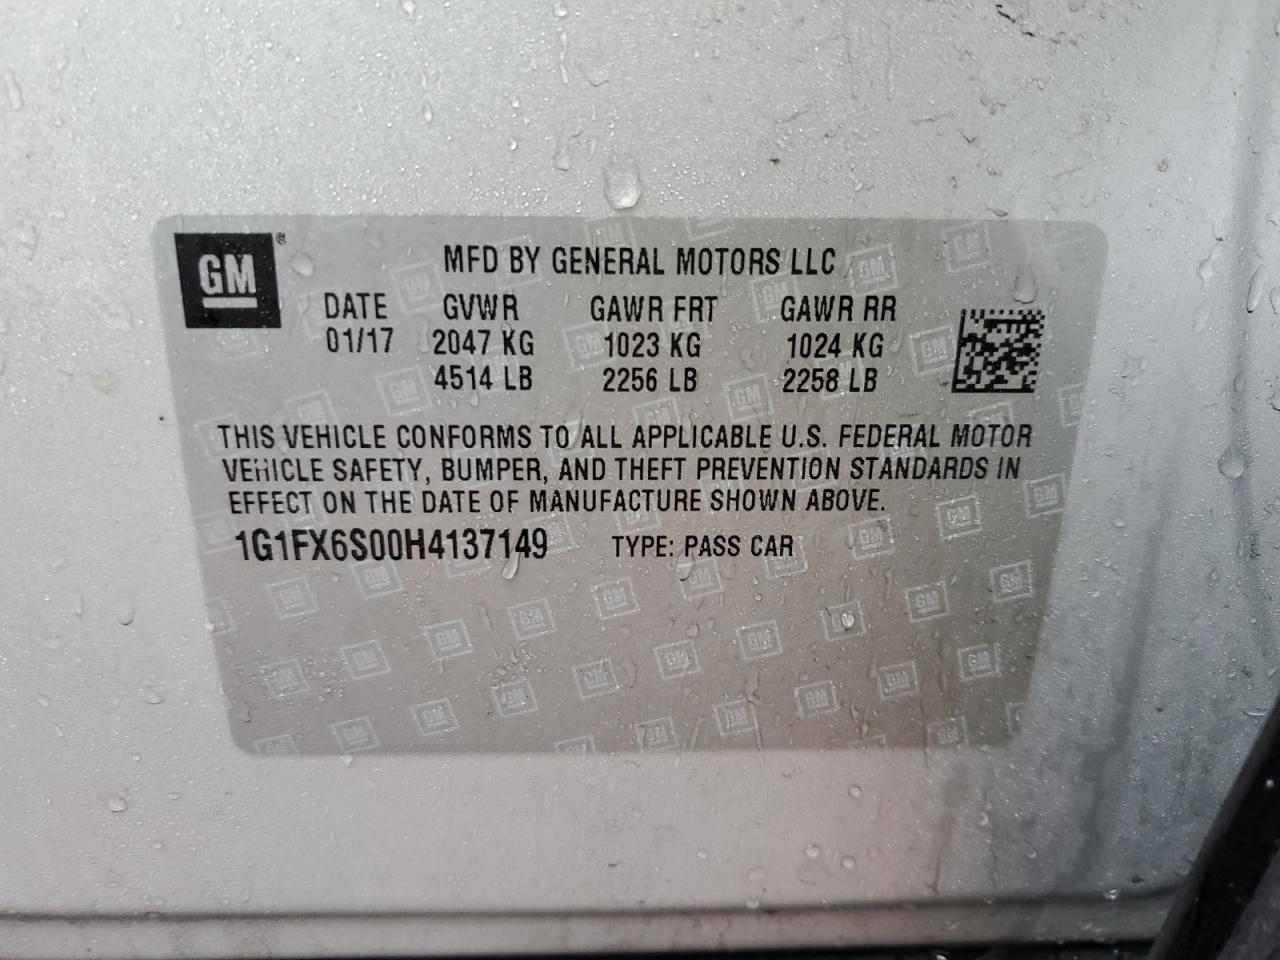 GM®
MFD BY GENERAL MOTORS LLC
DATE GVWR GAWR FRT GAWR RR
01/17 2047 KG 1023 KG 1024 KG
4514 LB 2256 LB 2258 LB
THIS VEHICLE CONFORMS TO ALL APPLICABLE U.S. FEDERAL MOTOR
VEHICLE SAFETY, BUMPER, AND THEFT PREVENTION STANDARDS IN
EFFECT ON THE DATE OF MANUFACTURE SHOWN ABOVE.
1G1FX6S00H4137149 TYPE: PASS CAR